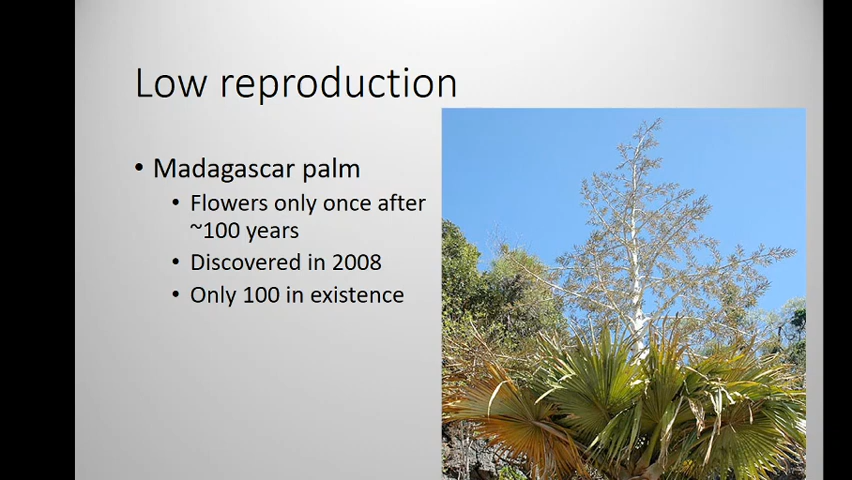 Low reproduction
• Madagascar palm
• Flowers only once after
~100 years
• Discovered in 2008
• Only 100 in existence